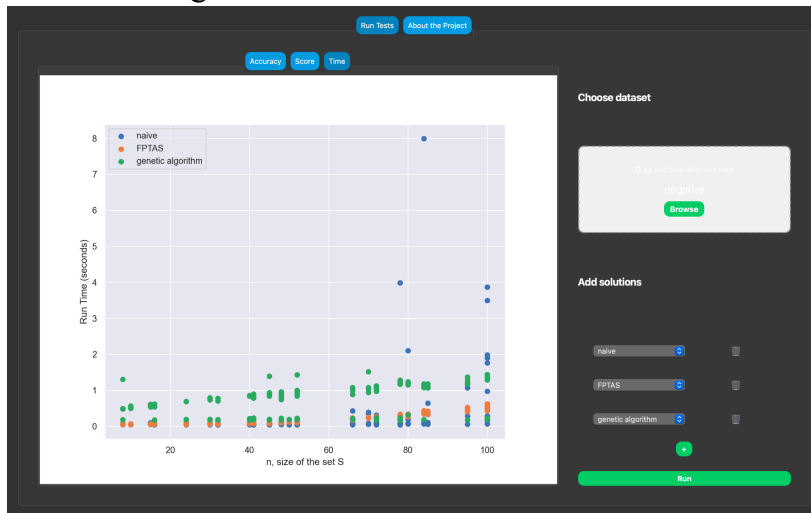 Run Tests About the Project
Accuracy Score Time
Choose dataset
naive
FPTAS
genetic algorithm
8
7
6
5
4
3
2
1
0
Run Time (seconds)
20 40 60 80 100
n, size of the set S
negative
Browse
Add solutions
naive
FPTAS
genetic algorithm
+
Run